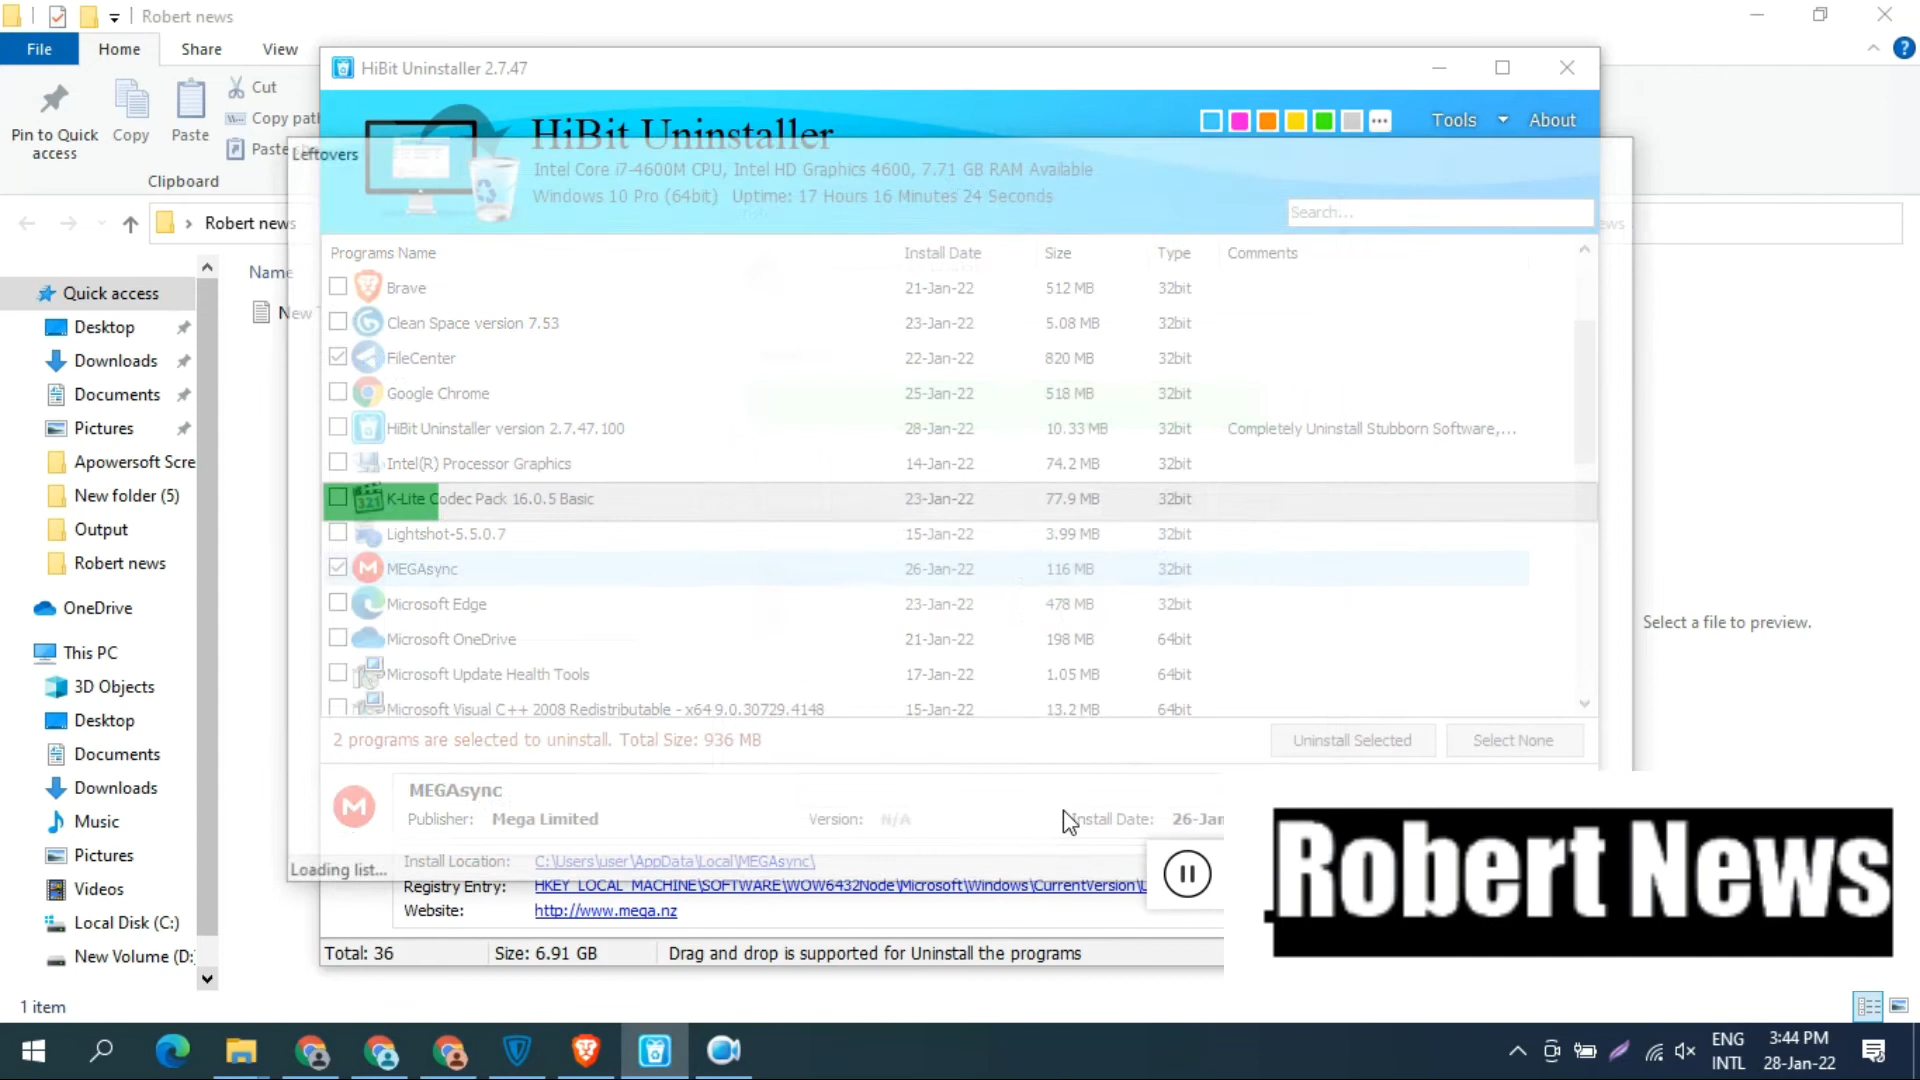 Robert news
File
Home
Share
View
HiBit Uninstaller 2.7.47
Pin to Quick access
Copy
Paste
Cut
Copy path
Paste
Clipboard
Leftovers
HiBit Uninstaller
Tools
About
Intel Core i7-4600M CPU, Intel HD Graphics 4600, 7.71 GB RAM Available
Windows 10 Pro (64bit) Uptime: 17 Hours 16 Minutes 24 Seconds
Search...
Robert news
Name
New
Programs Name Install Date Size Type Comments
Brave 21-Jan-22 512 MB 32bit
Clean Space version 7.53 23-Jan-22 5.08 MB 32bit
FileCenter 22-Jan-22 820 MB 32bit
Google Chrome 25-Jan-22 518 MB 32bit
HiBit Uninstaller version 2.7.47.100 28-Jan-22 10.33 MB 32bit Completely Uninstall Stubborn Software,...
Intel(R) Processor Graphics 14-Jan-22 74.2 MB 32bit
K-Lite Codec Pack 16.0.5 Basic 23-Jan-22 77.9 MB 32bit
Lightshot-5.5.0.7 15-Jan-22 3.99 MB 32bit
MEGAsync 26-Jan-22 116 MB 32bit
Microsoft Edge 23-Jan-22 478 MB 32bit
Microsoft OneDrive 21-Jan-22 198 MB 64bit
Microsoft Update Health Tools 17-Jan-22 1.05 MB 64bit
Microsoft Visual C++ 2008 Redistributable - x64 9.0.30729.4148 15-Jan-22 13.2 MB 64bit
2 programs are selected to uninstall. Total Size: 936 MB
Uninstall Selected
Select None
MEGAsync
Publisher: Mega Limited Version: N/A Install Date: 26-Jan
Loading list...
Install Location: C:\Users\user\AppData\Local\MEGAsync\
Registry Entry: HKEY_LOCAL_MACHINE\SOFTWARE\WOW6432Node\Microsoft\Windows\CurrentVersion\
Website: http://www.mega.nz
Total: 36
Size: 6.91 GB
Drag and drop is supported for Uninstall the programs
Quick access
Desktop
Downloads
Documents
Pictures
Apowersoft Scre
New folder (5)
Output
Robert news
OneDrive
This PC
3D Objects
Desktop
Documents
Downloads
Music
Pictures
Videos
Local Disk (C:)
New Volume (D:
1 item
Select a file to preview.
Robert News
ENG
INTL
3:44 PM
28-Jan-22